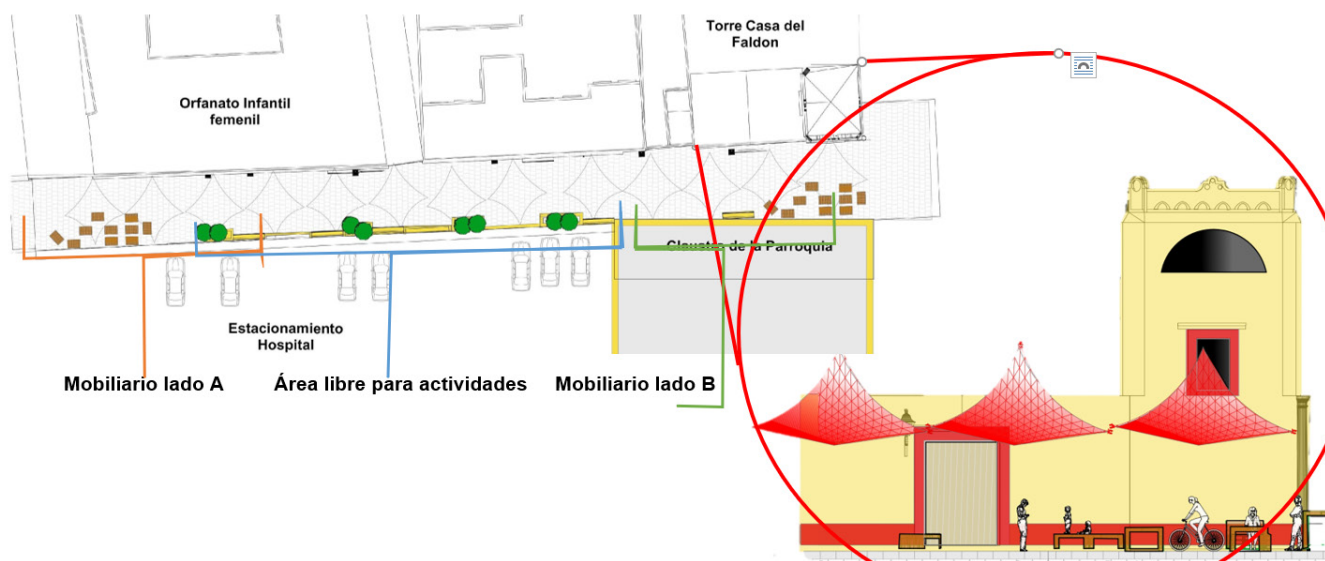 Torre Casa del
Faldon
Orfanato Infantil
femenil
Claustro de la Parroquia
Estacionamiento
Hospital
Mobiliario lado A
Área libre para actividades
Mobiliario lado B